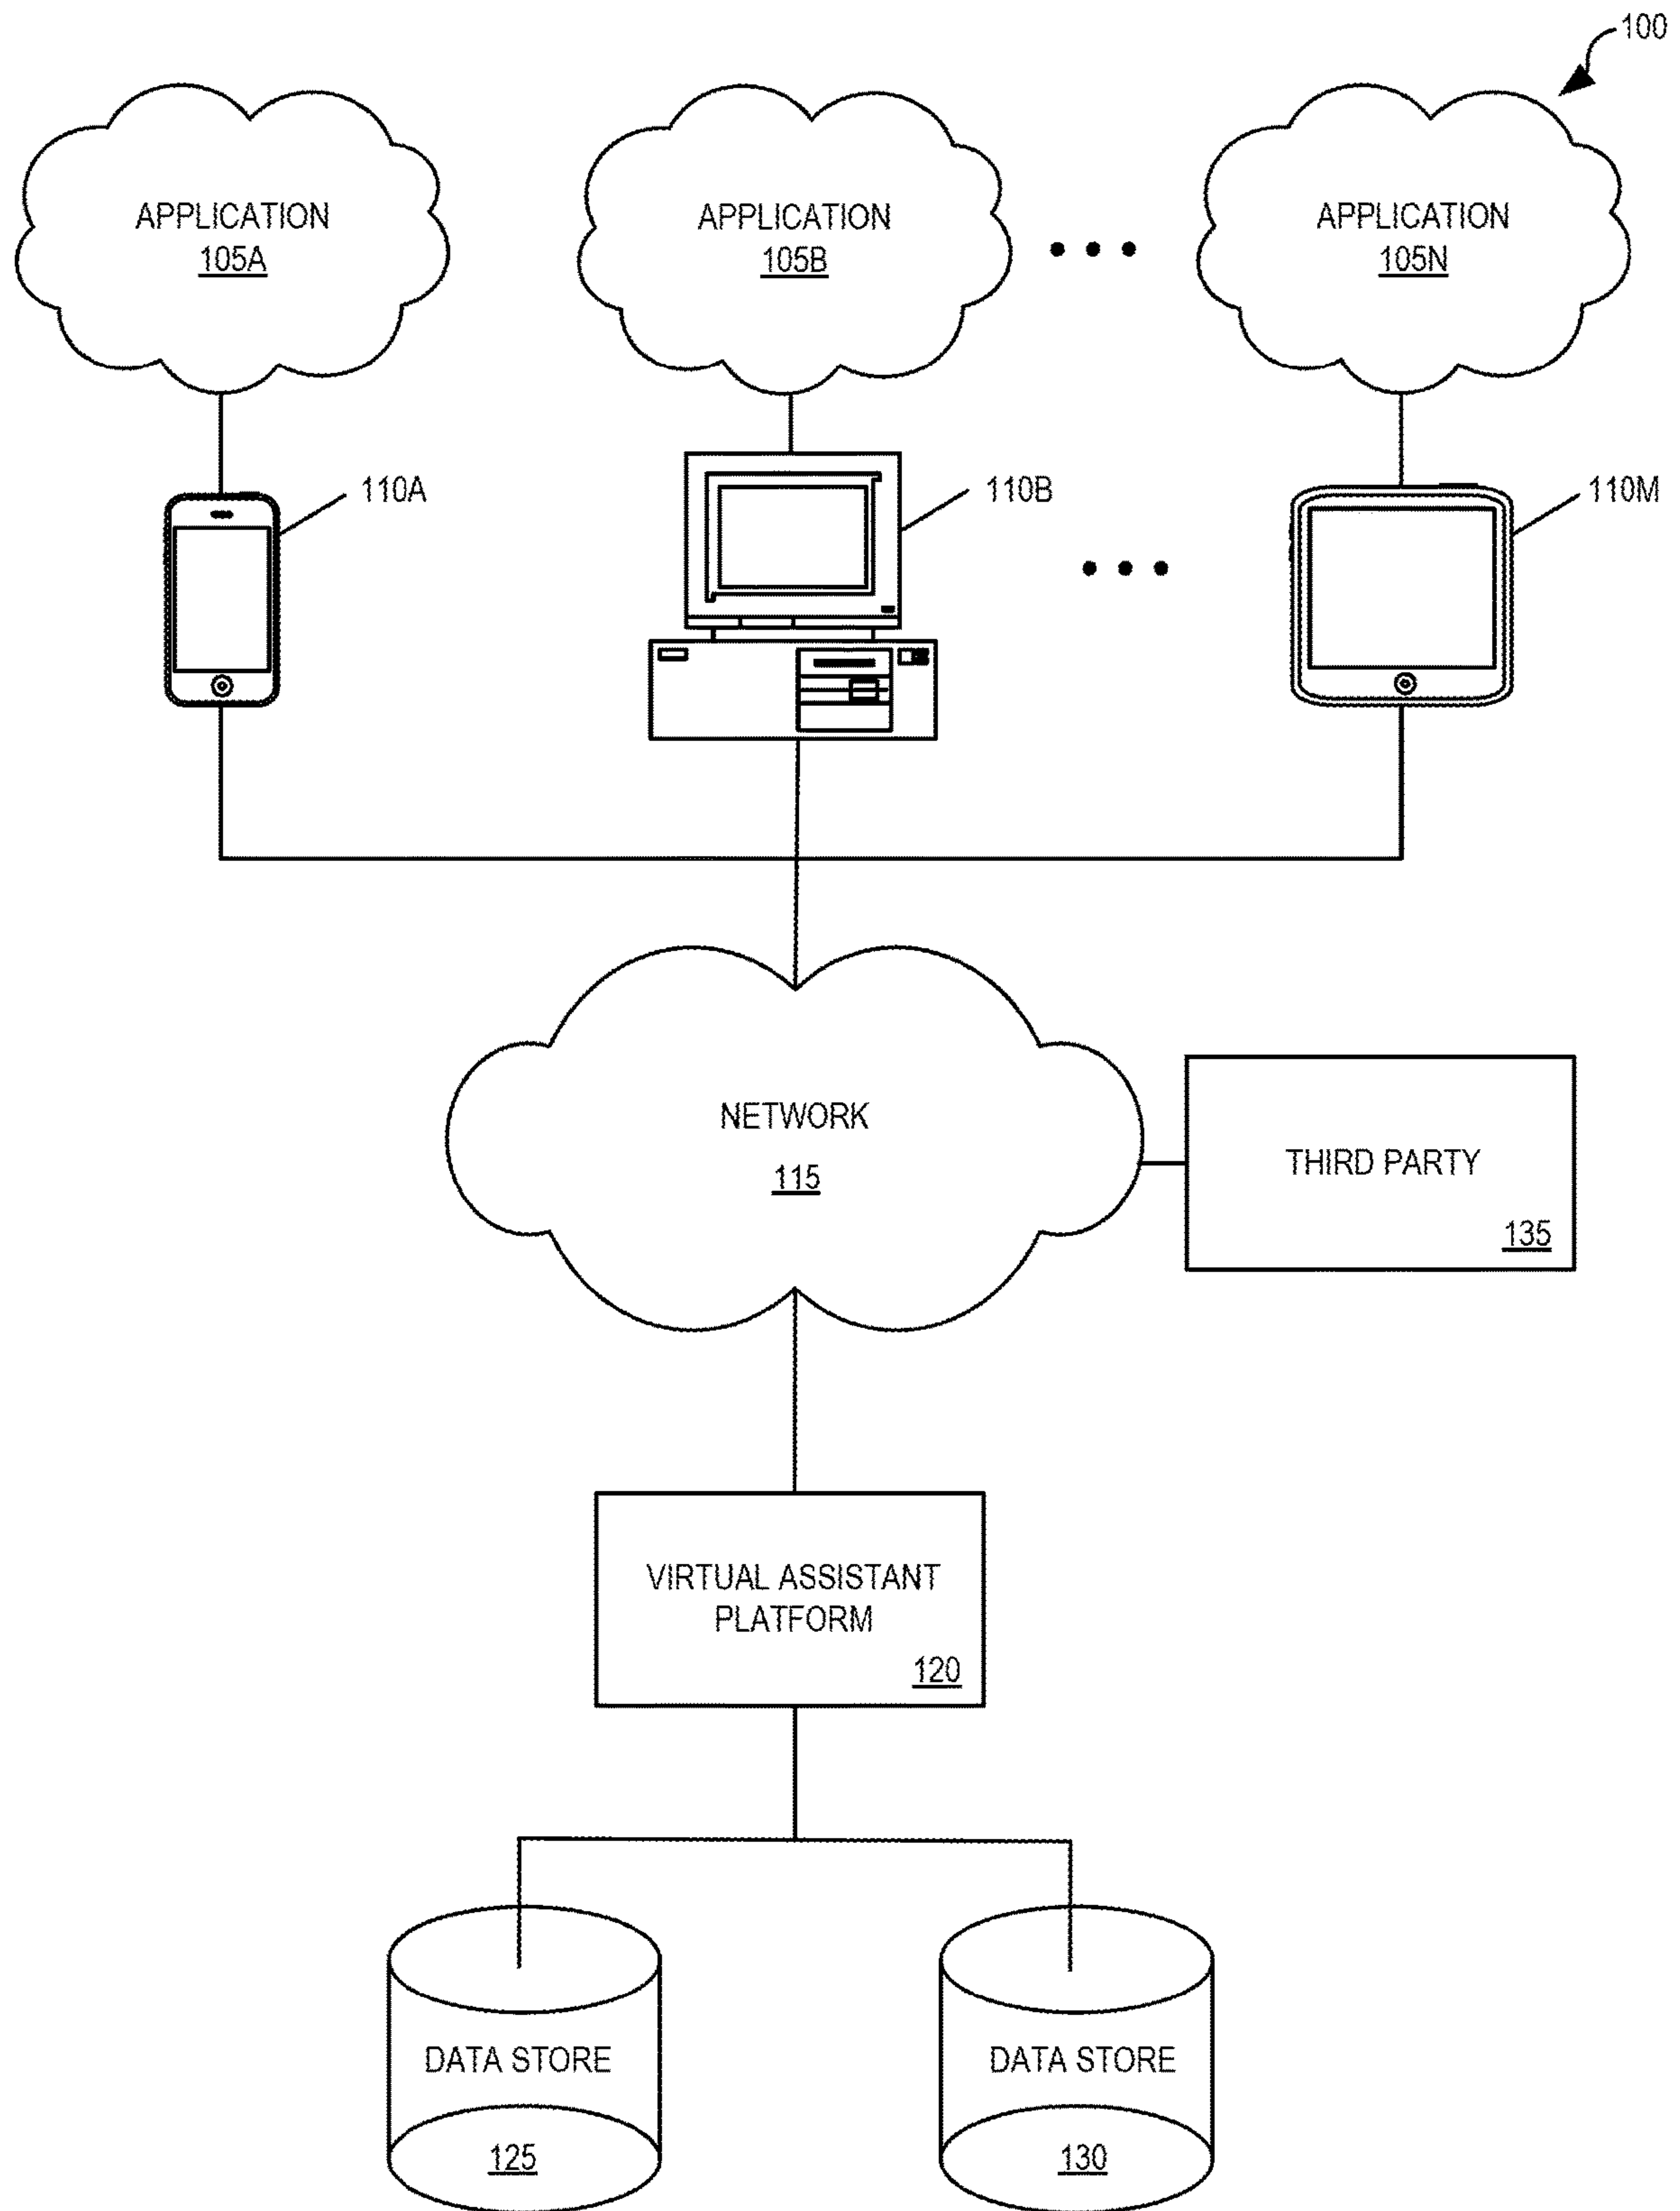 100
APPLICATION
105A
APPLICATION
105B
APPLICATION
105N
110A
110B
110M
NETWORK
115
THIRD PARTY
135
VIRTUAL ASSISTANT
PLATFORM
120
DATA STORE
125
DATA STORE
130